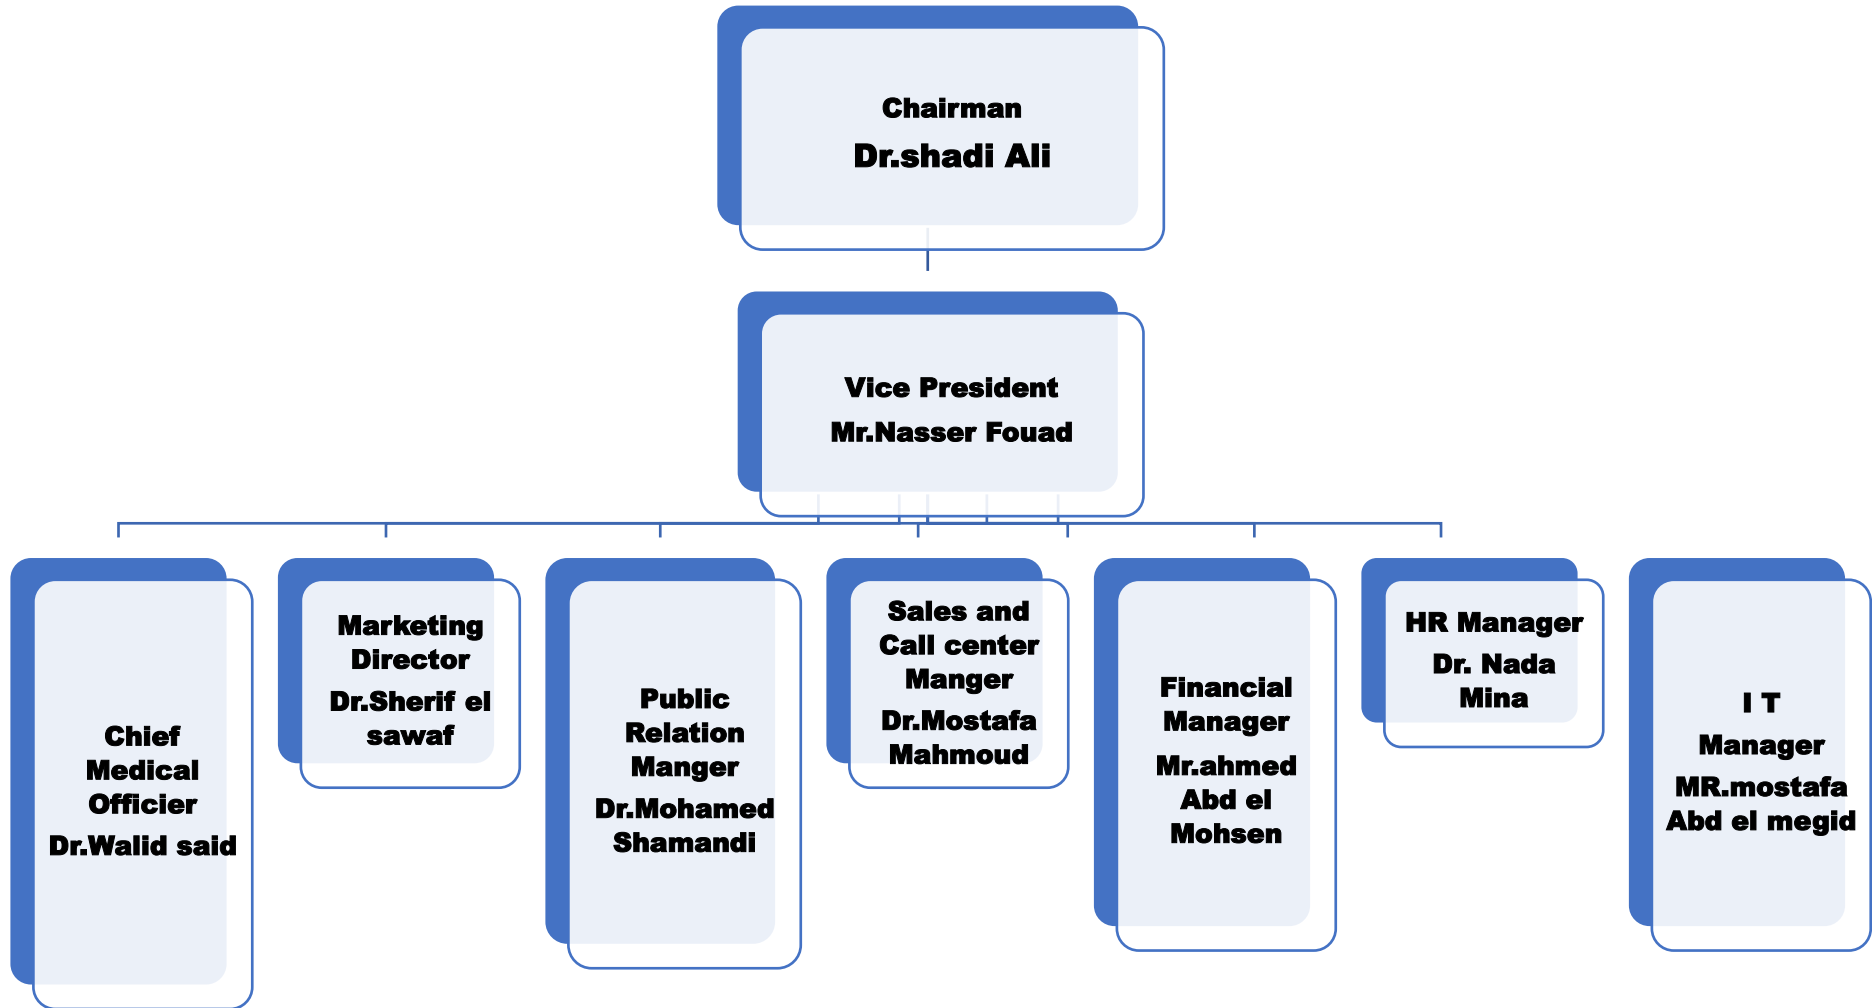 Chairman
Dr.shadi Ali
Vice President
Mr.Nasser Fouad
Chief
Medical
Officier
Dr.Walid said
Marketing
Director
Dr.Sherif el
sawaf
Public
Relation
Manger
Dr.Mohamed
Shamandi
Sales and
Call center
Manger
Dr.Mostafa
Mahmoud
Financial
Manager
Mr.ahmed
Abd el
Mohsen
HR Manager
Dr. Nada
Mina
I T
Manager
MR.mostafa
Abd el megid